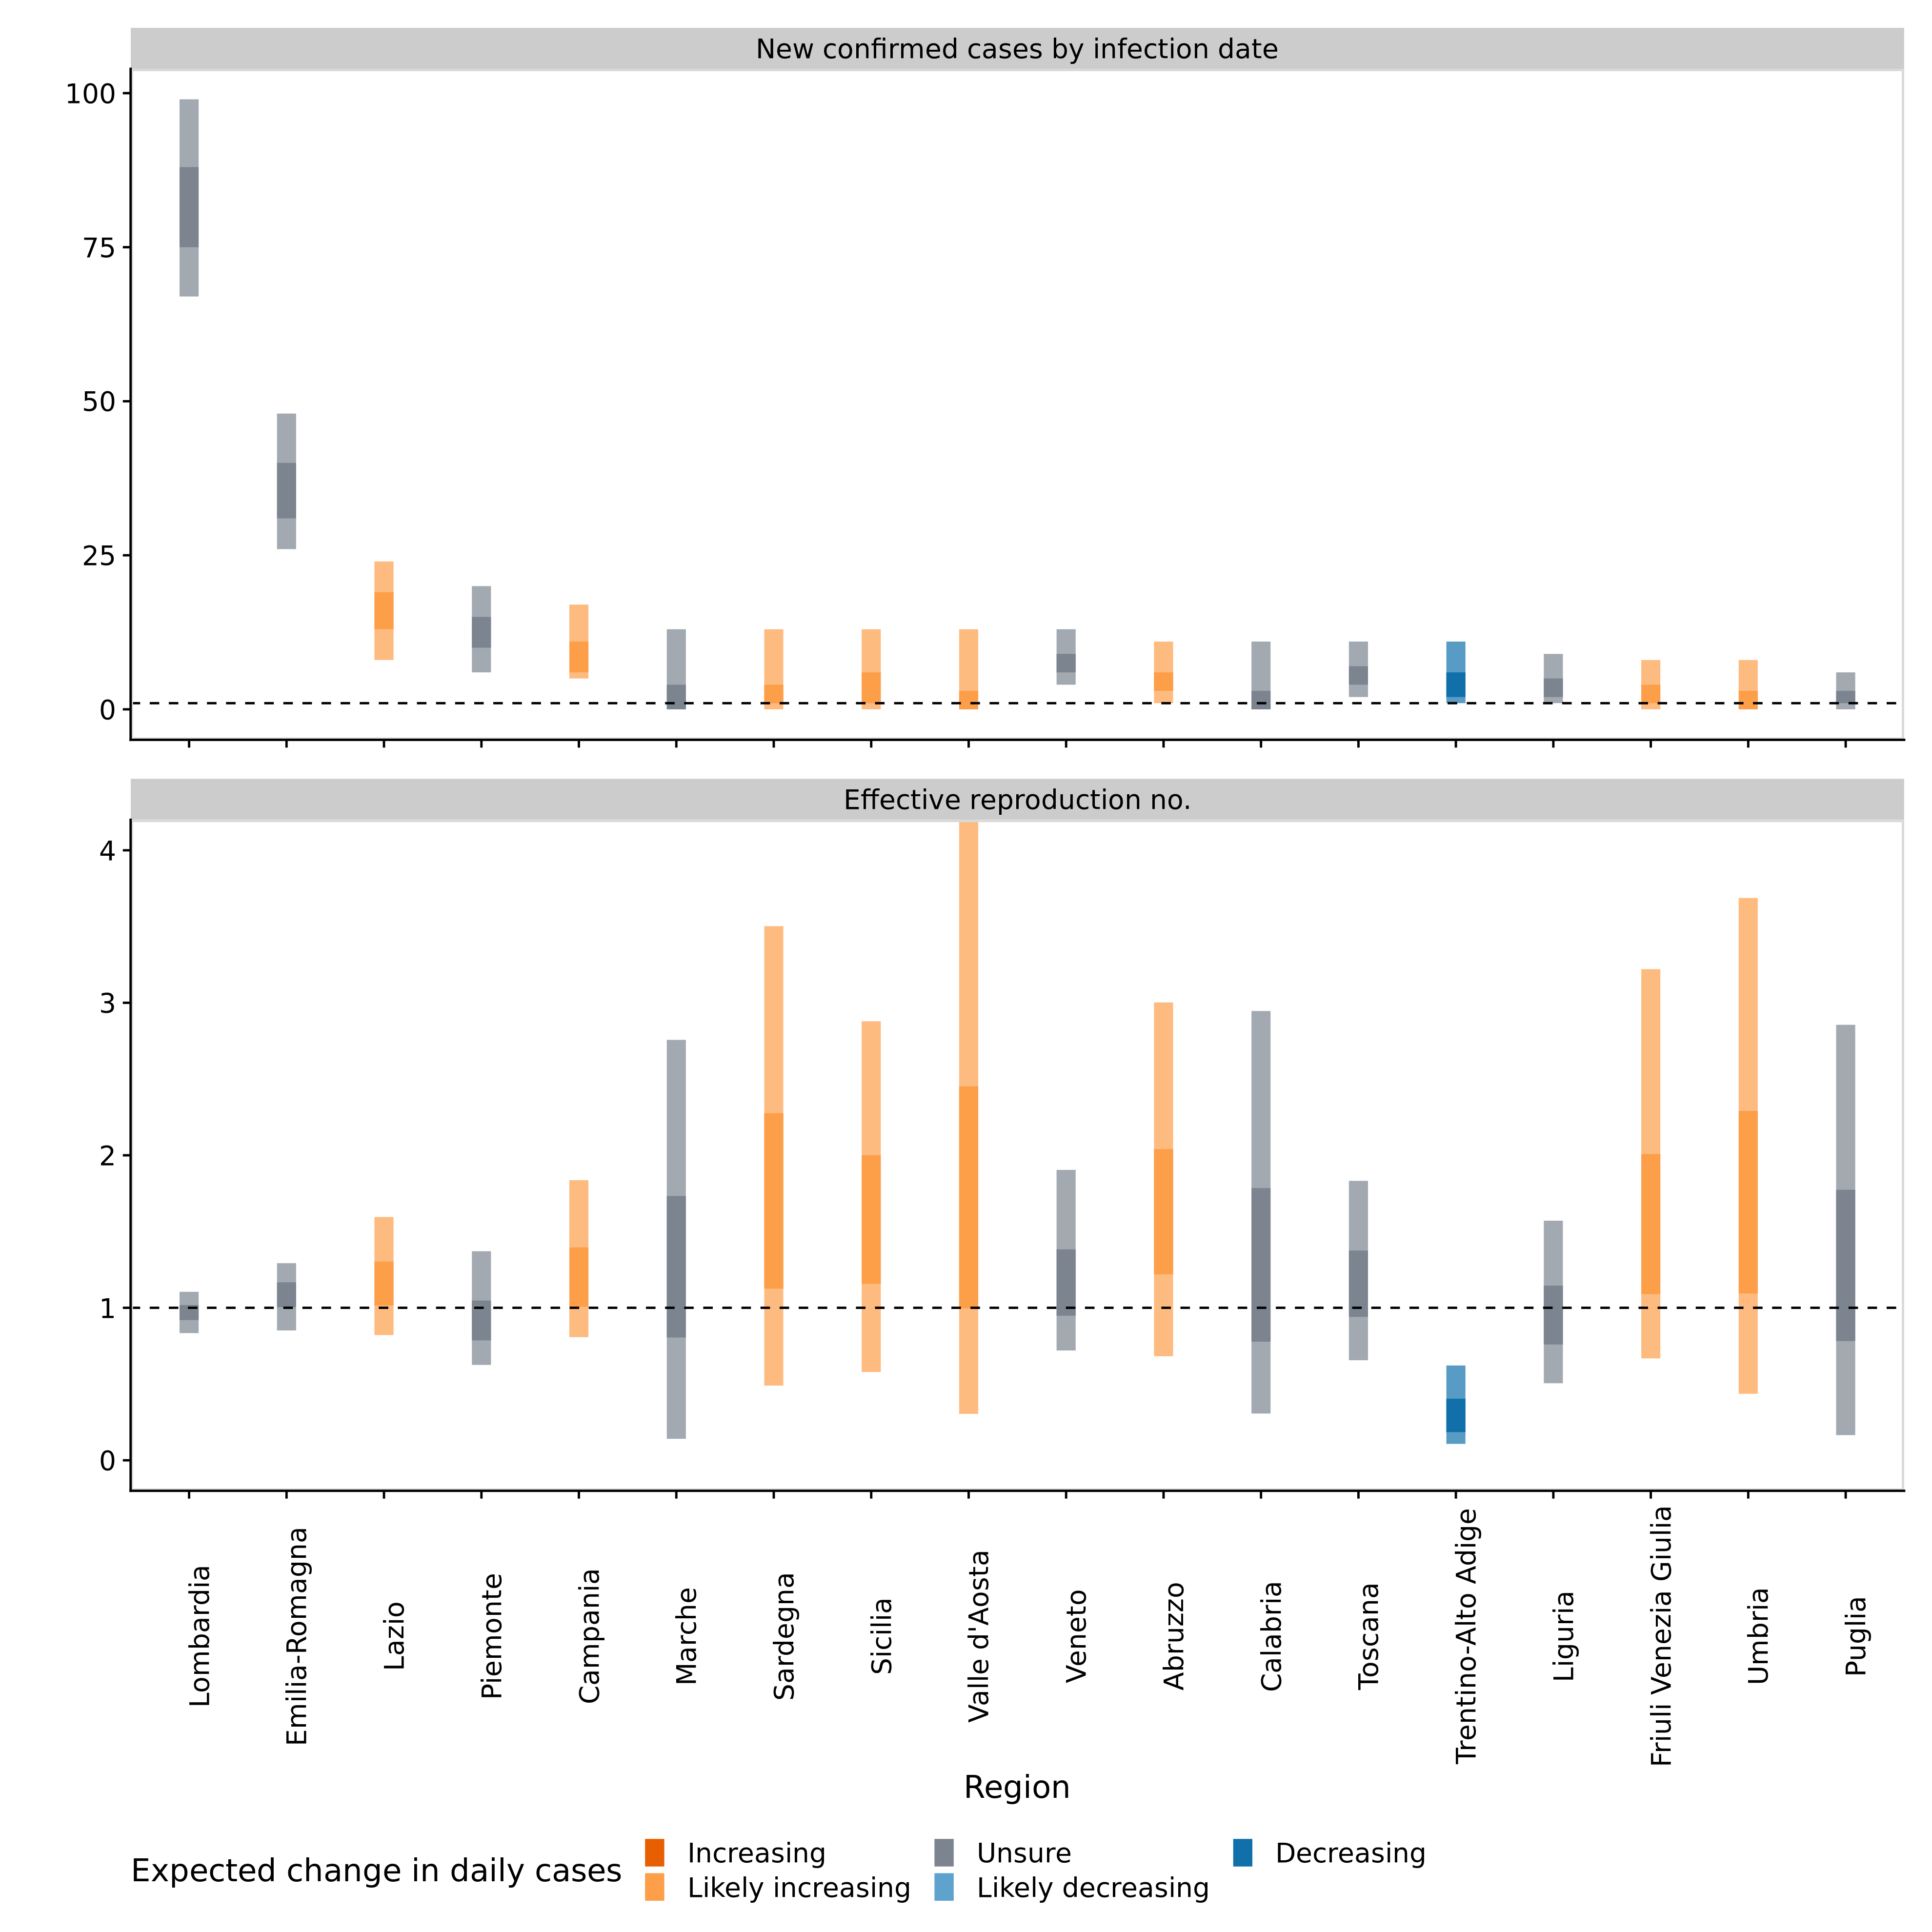 New confirmed cases by infection date
100
75
50
25
0
Effective reproduction no.
4
3
2
1
0
Lombardia
Emilia-Romagna
Lazio
Piemonte
Campania
Marche
Sardegna
Sicilia
Valle d'Aosta
Veneto
Abruzzo
Calabria
Toscana
Trentino-Alto Adige
Liguria
Friuli Venezia Giulia
Umbria
Puglia
Region
Expected change in daily cases
Increasing
Likely increasing
Unsure
Likely decreasing
Decreasing